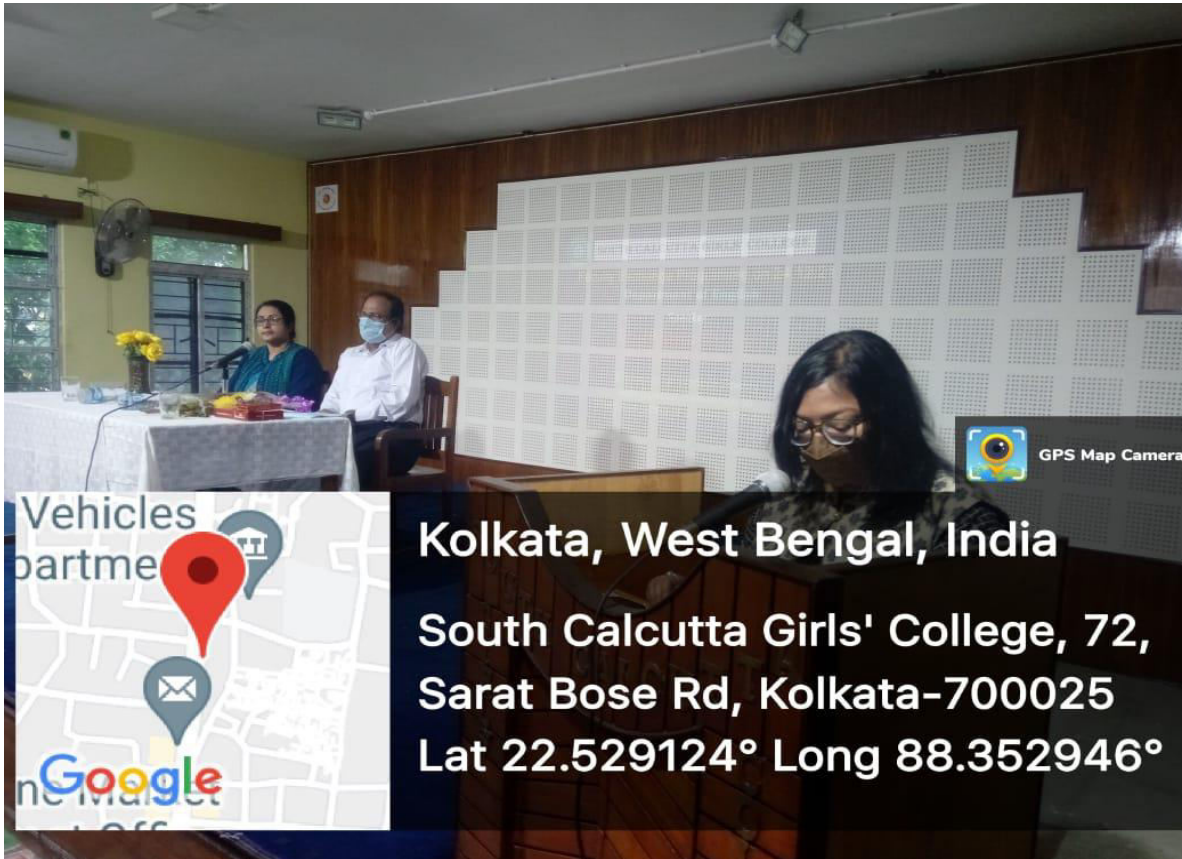 GPS Map Camera
Vehicles
partme
Kolkata, West Bengal, India
South Calcutta Girls' College, 72,
Sarat Bose Rd, Kolkata-700025
Lat 22.529124° Long 88.352946°
Google